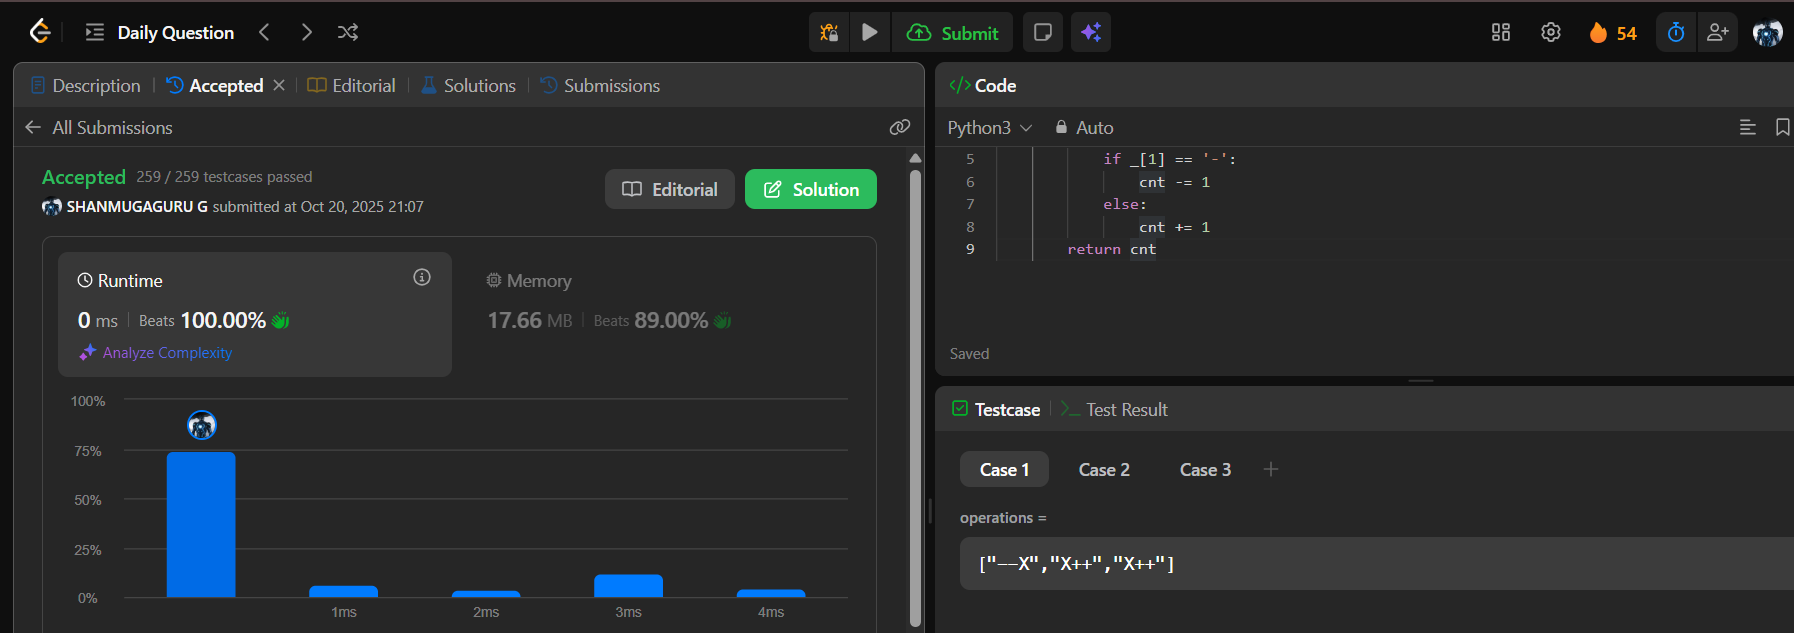 Daily Question
Submit
54
Description
Accepted
Editorial
Solutions
Submissions
All Submissions
Accepted 259 / 259 testcases passed
SHANMUGAGURU G submitted at Oct 20, 2025 21:07
Editorial
Solution
Runtime
0 ms | Beats 100.00%
Analyze Complexity
Memory
17.66 MB | Beats 89.00%
100%
75%
50%
25%
0%
1ms 2ms 3ms 4ms
</> Code
Python3
Auto
5 if _[1] == '-':
6 cnt -= 1
7 else:
8 cnt += 1
9 return cnt
Saved
Testcase
>_ Test Result
Case 1 Case 2 Case 3 +
operations =
["--X","X++","X++"]